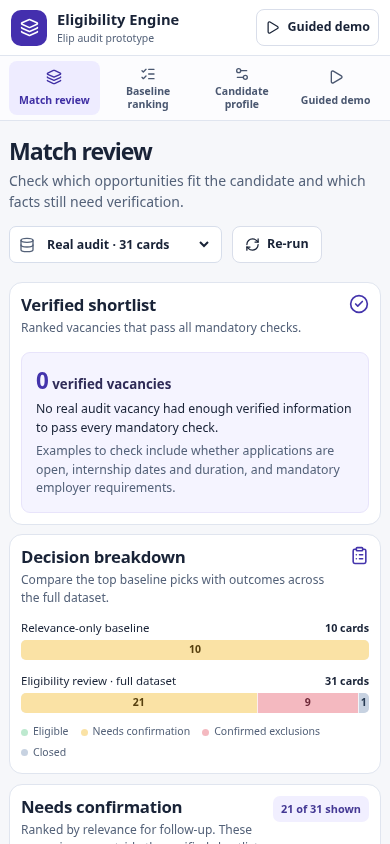 Eligibility Engine
Elip audit prototype
Guided demo
Match review
Baseline
ranking
Candidate
profile
Guided demo
Match review
Check which opportunities fit the candidate and which
facts still need verification.
Real audit · 31 cards
Re-run
Verified shortlist
Ranked vacancies that pass all mandatory checks.
0 verified vacancies
No real audit vacancy had enough verified information
to pass every mandatory check.
Examples to check include whether applications are
open, internship dates and duration, and mandatory
employer requirements.
Decision breakdown
Compare the top baseline picks with outcomes across
the full dataset.
Relevance-only baseline 10 cards
10
Eligibility review · full dataset 31 cards
21 9 1
Eligible Needs confirmation Confirmed exclusions
Closed
Needs confirmation 21 of 31 shown
Ranked by relevance for follow-up. These